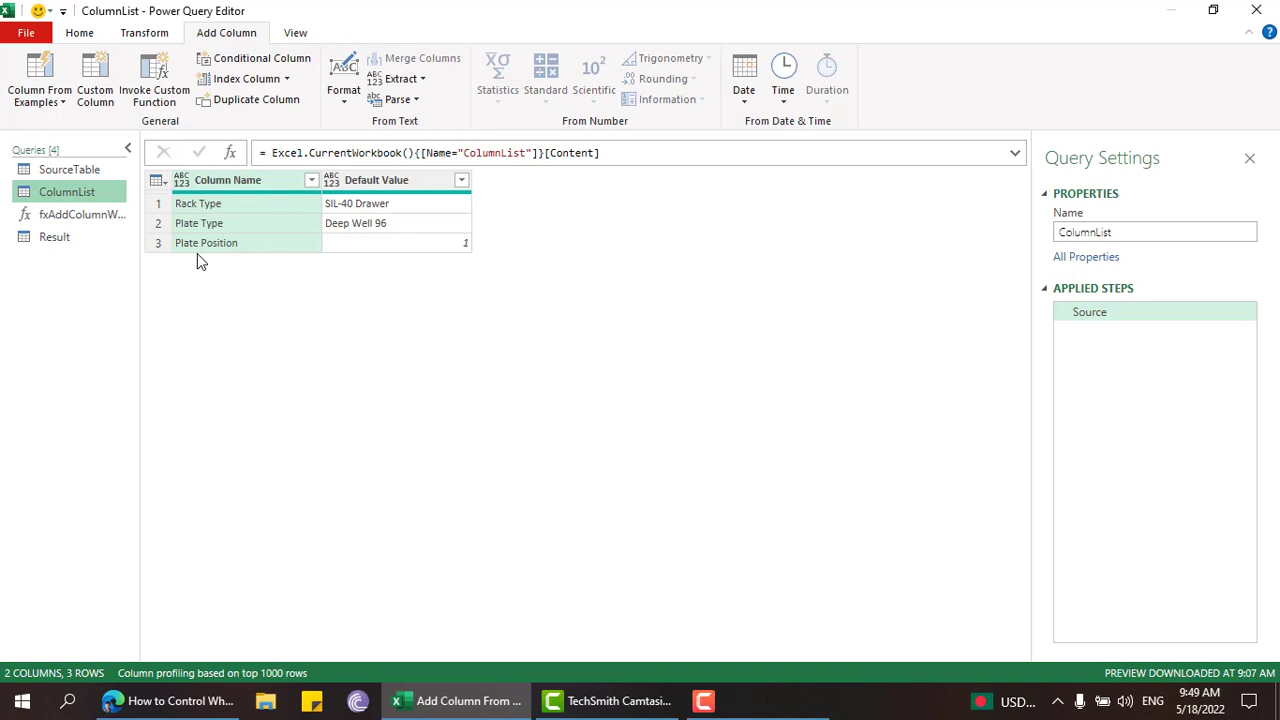 ColumnList - Power Query Editor
File Home Transform Add Column View
Column From Examples
Custom Column
Invoke Custom Function
Conditional Column
Index Column
Duplicate Column
General
Format
Merge Columns
Extract
Parse
From Text
Statistics
Standard
Scientific
Trigonometry
Rounding
Information
From Number
Date
Time
Duration
From Date & Time
Queries [4]
SourceTable
ColumnList
fxAddColumnW...
Result
= Excel.CurrentWorkbook(){[Name="ColumnList"]}[Content]
Column Name Default Value
1 Rack Type SIL-40 Drawer
2 Plate Type Deep Well 96
3 Plate Position 1
Query Settings
PROPERTIES
Name
ColumnList
All Properties
APPLIED STEPS
Source
2 COLUMNS, 3 ROWS Column profiling based on top 1000 rows
PREVIEW DOWNLOADED AT 9:07 AM
How to Control Wh... Add Column From ... TechSmith Camtasi... USD... ENG
9:49 AM
5/18/2022